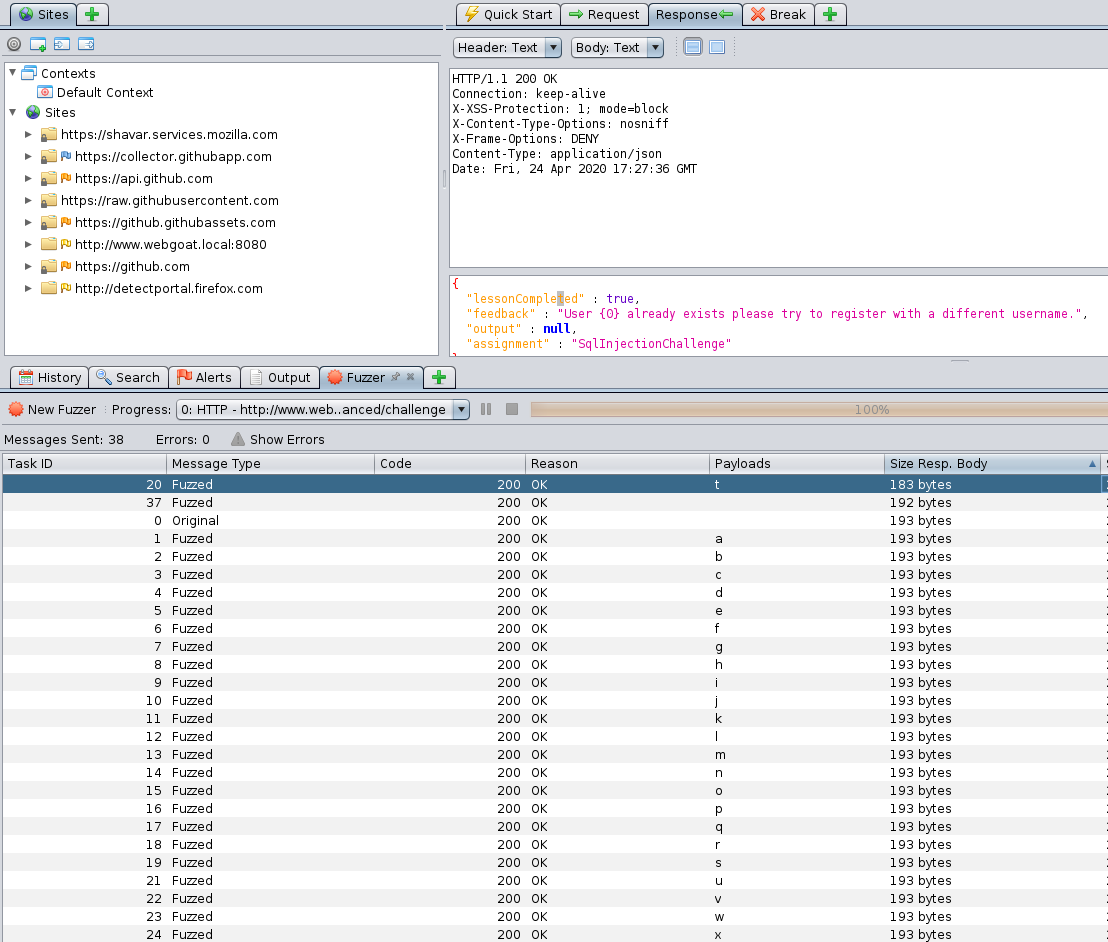 Sites
Quick Start Request Response Break
Header: Text Body: Text
Contexts
Default Context
Sites
https://shavar.services.mozilla.com
https://collector.githubapp.com
https://api.github.com
https://raw.githubusercontent.com
https://github.githubassets.com
http://www.webgoat.local:8080
https://github.com
http://detectportal.firefox.com
HTTP/1.1 200 OK
Connection: keep-alive
X-XSS-Protection: 1; mode=block
X-Content-Type-Options: nosniff
X-Frame-Options: DENY
Content-Type: application/json
Date: Fri, 24 Apr 2020 17:27:36 GMT
{
"lessonCompleted" : true,
"feedback" : "User {0} already exists please try to register with a different username.",
"output" : null,
"assignment" : "SqlInjectionChallenge"
History Search Alerts Output Fuzzer
New Fuzzer Progress: 0: HTTP - http://www.web..anced/challenge 100%
Messages Sent: 38 Errors: 0 Show Errors
Task ID Message Type Code Reason Payloads Size Resp. Body
20 Fuzzed 200 OK t 183 bytes
37 Fuzzed 200 OK 192 bytes
0 Original 200 OK 193 bytes
1 Fuzzed 200 OK a 193 bytes
2 Fuzzed 200 OK b 193 bytes
3 Fuzzed 200 OK c 193 bytes
4 Fuzzed 200 OK d 193 bytes
5 Fuzzed 200 OK e 193 bytes
6 Fuzzed 200 OK f 193 bytes
7 Fuzzed 200 OK g 193 bytes
8 Fuzzed 200 OK h 193 bytes
9 Fuzzed 200 OK i 193 bytes
10 Fuzzed 200 OK j 193 bytes
11 Fuzzed 200 OK k 193 bytes
12 Fuzzed 200 OK l 193 bytes
13 Fuzzed 200 OK m 193 bytes
14 Fuzzed 200 OK n 193 bytes
15 Fuzzed 200 OK o 193 bytes
16 Fuzzed 200 OK p 193 bytes
17 Fuzzed 200 OK q 193 bytes
18 Fuzzed 200 OK r 193 bytes
19 Fuzzed 200 OK s 193 bytes
21 Fuzzed 200 OK u 193 bytes
22 Fuzzed 200 OK v 193 bytes
23 Fuzzed 200 OK w 193 bytes
24 Fuzzed 200 OK x 193 bytes